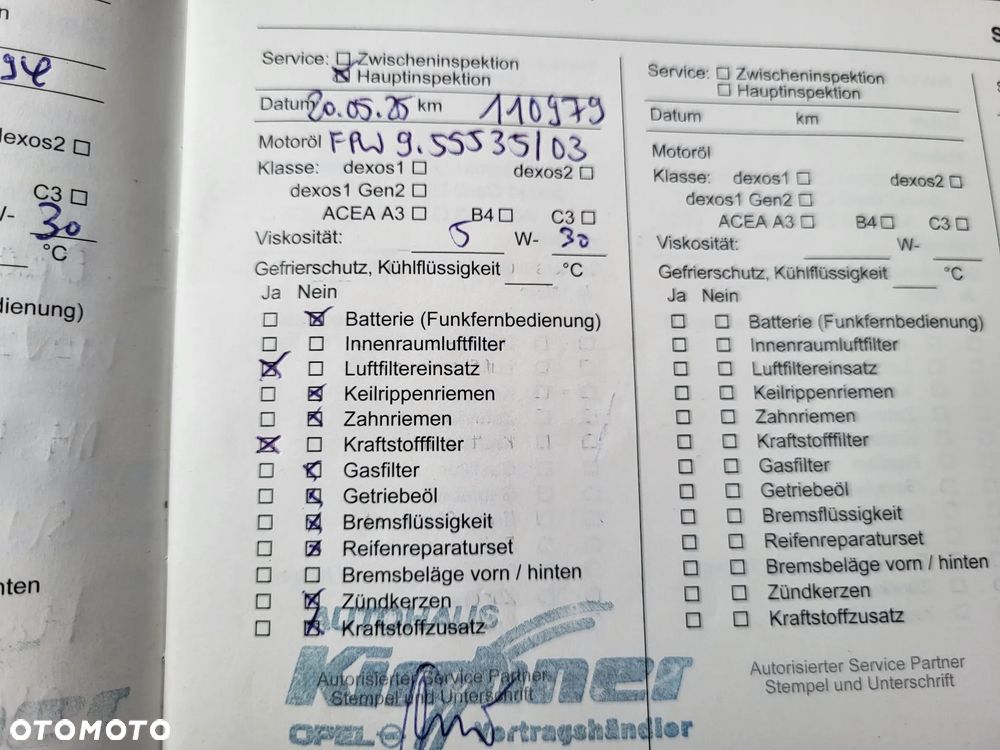 94
dexos2
C3
W- 30
°C
dienung)
nten
Service: Zwischeninspektion
Hauptinspektion
Datum 20.05.25 km 110979
Motoröl FPW 9.55535/03
Klasse: dexos1 dexos2
dexos1 Gen2
ACEA A3 B4 C3
Viskosität: 5 W- 30
Gefrierschutz, Kühlflüssigkeit °C
Ja Nein
Batterie (Funkfernbedienung)
Innenraumluftfilter
Luftfiltereinsatz
Keilrippenriemen
Zahnriemen
Kraftstofffilter
Gasfilter
Getriebeöl
Bremsflüssigkeit
Reifenreparaturset
Bremsbeläge vorn / hinten
Zündkerzen
Kraftstoffzusatz
AUTOHAUS
Autorisierter Service Partner
Stempel und Unterschrift
OPEL Vertragshändler
S
Service: Zwischeninspektion
Hauptinspektion
Datum km
Motoröl
Klasse: dexos1 dexos2
dexos1 Gen2
ACEA A3 B4 C3
Viskosität: W-
Gefrierschutz, Kühlflüssigkeit °C
Ja Nein
Batterie (Funkfernbedienung)
Innenraumluftfilter
Luftfiltereinsatz
Keilrippenriemen
Zahnriemen
Kraftstofffilter
Gasfilter
Getriebeöl
Bremsflüssigkeit
Reifenreparaturset
Bremsbeläge vorn / hinten
Zündkerzen
Kraftstoffzusatz
Autorisierter Service Partner
Stempel und Unterschrift
OTOMOTO